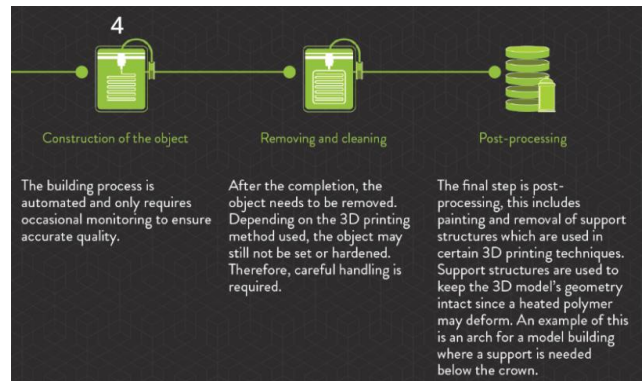 4
Construction of the object
The building process is
automated and only requires
occasional monitoring to ensure
accurate quality.
Removing and cleaning
After the completion, the
object needs to be removed.
Depending on the 3D printing
method used, the object may
still not be set or hardened.
Therefore, careful handling is
required.
Post-processing
The final step is post-
processing, this includes
painting and removal of support
structures which are used in
certain 3D printing techniques.
Support structures are used to
keep the 3D model's geometry
intact since a heated polymer
may deform. An example of this
is an arch for a model building
where a support is needed
below the crown.